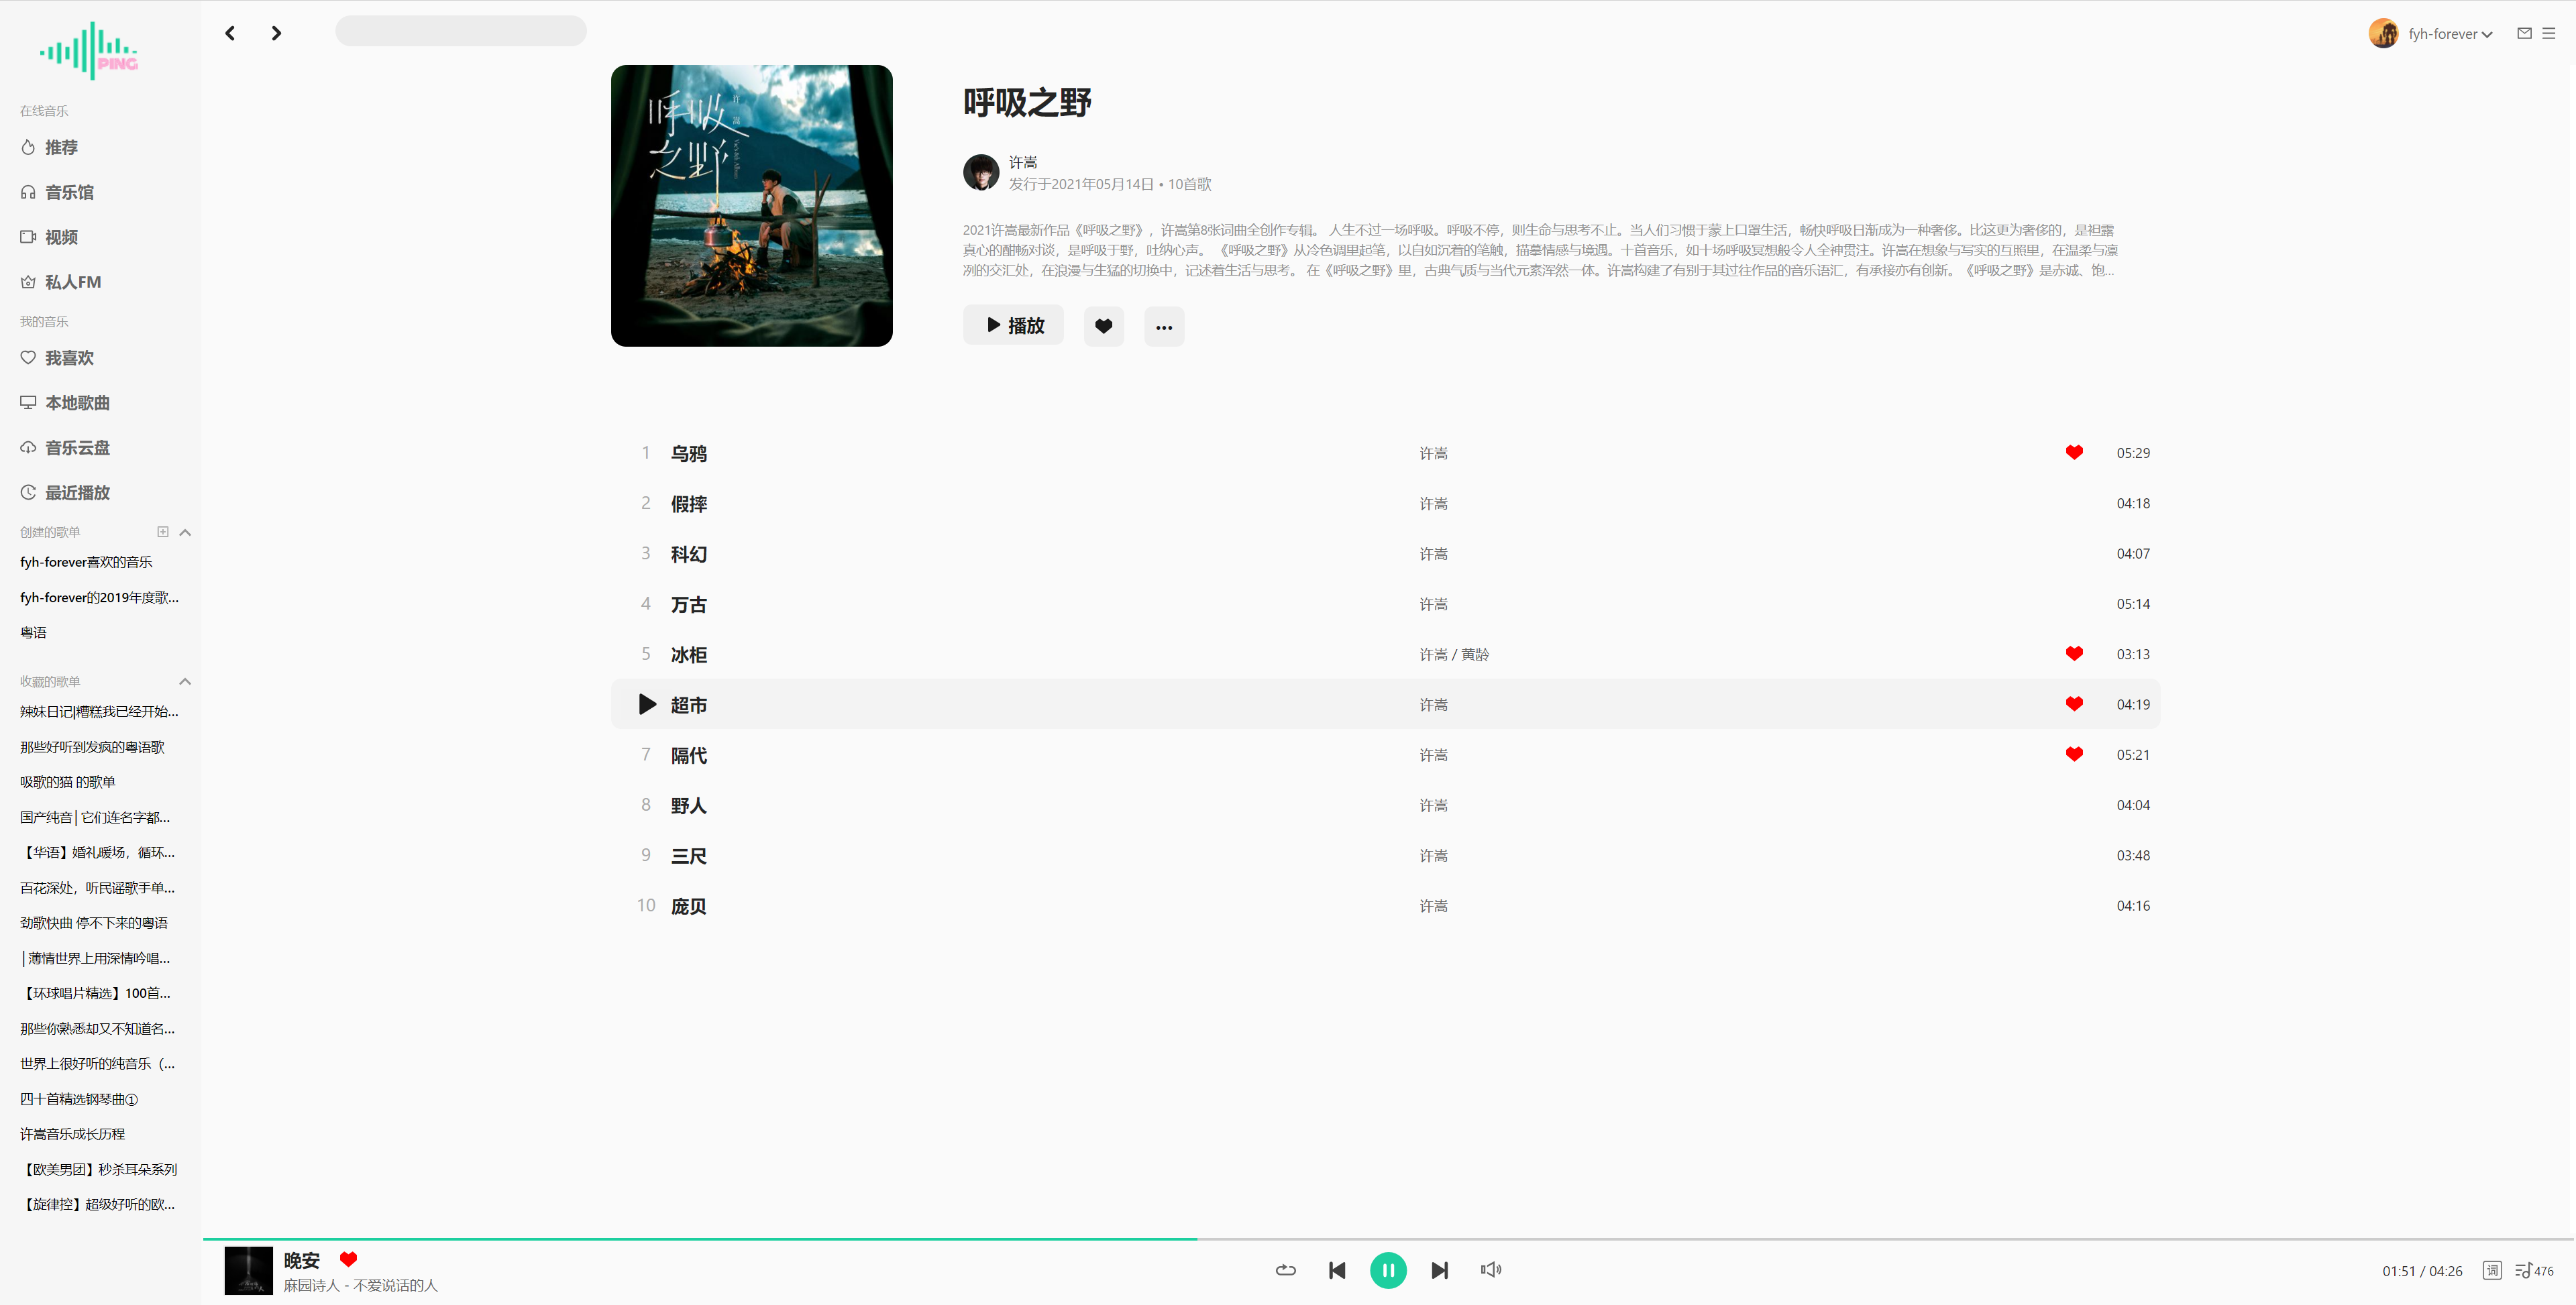 PING
fyh-forever
在线音乐
推荐
音乐馆
视频
私人FM
我的音乐
我喜欢
本地歌曲
音乐云盘
最近播放
创建的歌单
fyh-forever喜欢的音乐
fyh-forever的2019年度歌...
粤语
收藏的歌单
辣妹日记|糟糕我已经开始...
那些好听到发疯的粤语歌
吸歌的猫 的歌单
国产纯音│它们连名字都...
【华语】婚礼暖场，循环...
百花深处，听民谣歌手单...
劲歌快曲 停不下来的粤语
│薄情世界上用深情吟唱...
【环球唱片精选】100首...
那些你熟悉却又不知道名...
世界上很好听的纯音乐（...
四十首精选钢琴曲①
许嵩音乐成长历程
【欧美男团】秒杀耳朵系列
【旋律控】超级好听的欧...
呼吸
之野
许嵩
呼吸之野
许嵩
发行于2021年05月14日 • 10首歌
2021许嵩最新作品《呼吸之野》，许嵩第8张词曲全创作专辑。 人生不过一场呼吸。呼吸不停，则生命与思考不止。当人们习惯于蒙上口罩生活，畅快呼吸日渐成为一种奢侈。比这更为奢侈的，是袒露
真心的酣畅对谈，是呼吸于野，吐纳心声。 《呼吸之野》从冷色调里起笔，以自如沉着的笔触，描摹情感与境遇。十首音乐，如十场呼吸冥想般令人全神贯注。许嵩在想象与写实的互照里，在温柔与凛
冽的交汇处，在浪漫与生猛的切换中，记述着生活与思考。 在《呼吸之野》里，古典气质与当代元素浑然一体。许嵩构建了有别于其过往作品的音乐语汇，有承接亦有创新。《呼吸之野》是赤诚、饱...
播放
1 乌鸦 许嵩 05:29
2 假摔 许嵩 04:18
3 科幻 许嵩 04:07
4 万古 许嵩 05:14
5 冰柜 许嵩 / 黄龄 03:13
超市 许嵩 04:19
7 隔代 许嵩 05:21
8 野人 许嵩 04:04
9 三尺 许嵩 03:48
10 庞贝 许嵩 04:16
晚安
麻园诗人 - 不爱说话的人
01:51 / 04:26 词 476